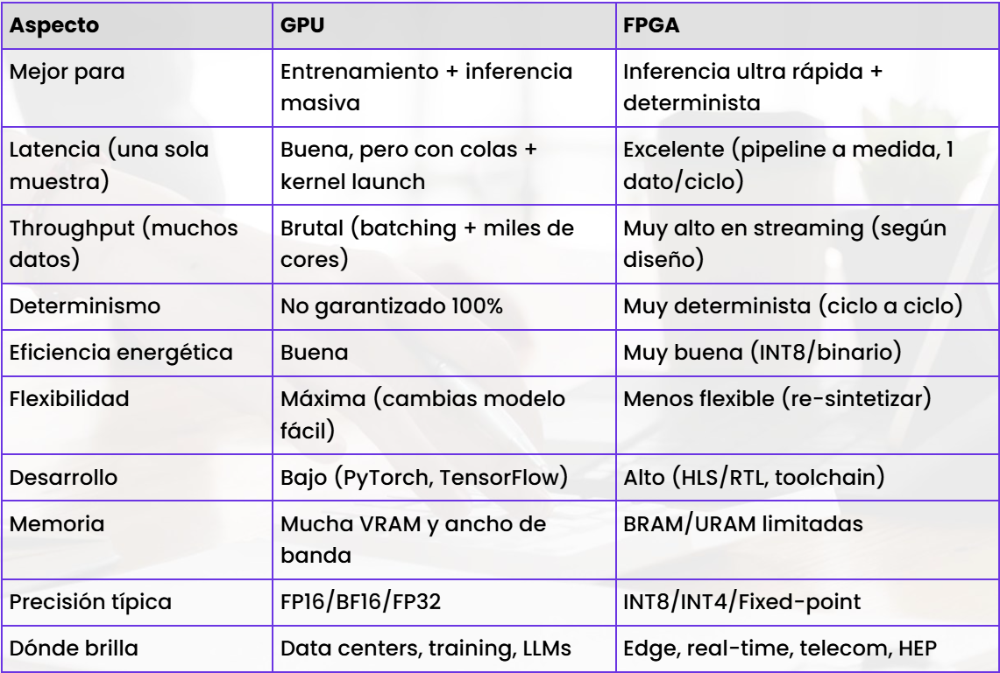 Aspecto GPU FPGA
Mejor para Entrenamiento + inferencia Inferencia ultra rápida +
masiva determinista
Latencia (una sola Buena, pero con colas + Excelente (pipeline a medida, 1
muestra) kernel launch dato/ciclo)
Throughput (muchos Brutal (batching + miles de Muy alto en streaming (según
datos) cores) diseño)
Determinismo No garantizado 100% Muy determinista (ciclo a ciclo)
Eficiencia energética Buena Muy buena (INT8/binario)
Flexibilidad Máxima (cambias modelo Menos flexible (re-sintetizar)
fácil)
Desarrollo Bajo (PyTorch, TensorFlow) Alto (HLS/RTL, toolchain)
Memoria Mucha VRAM y ancho de BRAM/URAM limitadas
banda
Precisión típica FP16/BF16/FP32 INT8/INT4/Fixed-point
Dónde brilla Data centers, training, LLMs Edge, real-time, telecom, HEP